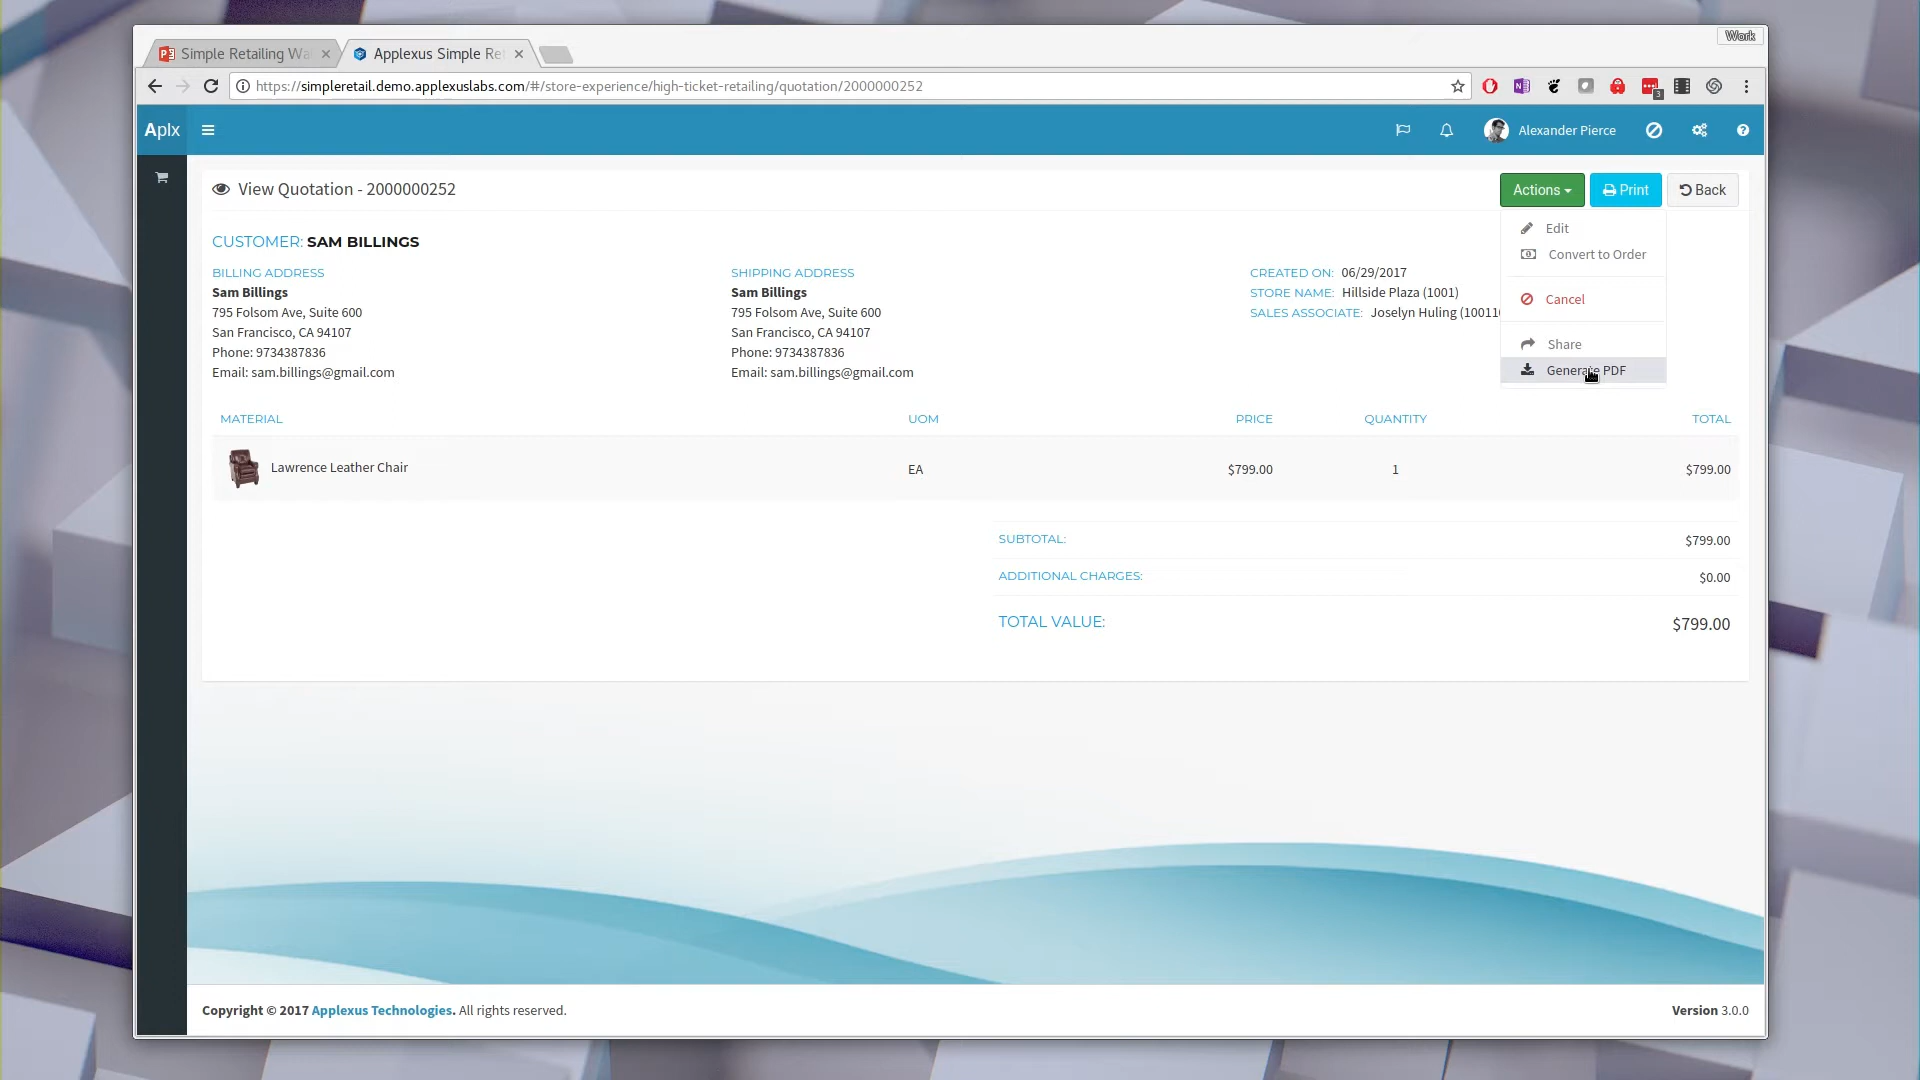 Work
Simple Retailing Wa
Applexus Simple Re
https://simpleretail.demo.applexuslabs.com/#/store-experience/high-ticket-retailing/quotation/2000000252
3
Aplx
Alexander Pierce
View Quotation - 2000000252
Actions
Print
Back
Edit
Convert to Order
Cancel
Share
Generate PDF
CUSTOMER: SAM BILLINGS
BILLING ADDRESS
Sam Billings
795 Folsom Ave, Suite 600
San Francisco, CA 94107
Phone: 9734387836
Email: sam.billings@gmail.com
SHIPPING ADDRESS
Sam Billings
795 Folsom Ave, Suite 600
San Francisco, CA 94107
Phone: 9734387836
Email: sam.billings@gmail.com
CREATED ON: 06/29/2017
STORE NAME: Hillside Plaza (1001)
SALES ASSOCIATE: Joselyn Huling (10011
MATERIAL UOM PRICE QUANTITY TOTAL
Lawrence Leather Chair EA $799.00 1 $799.00
SUBTOTAL: $799.00
ADDITIONAL CHARGES: $0.00
TOTAL VALUE: $799.00
Copyright © 2017 Applexus Technologies. All rights reserved.
Version 3.0.0